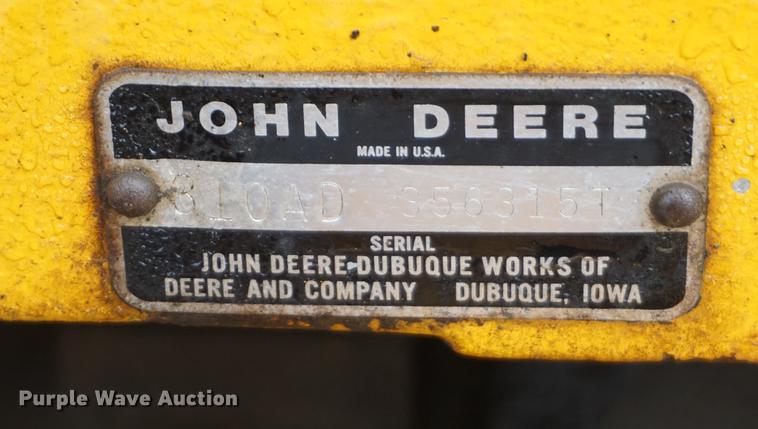 JOHN DEERE
MADE IN U.S.A.
610AD 356315T
SERIAL
JOHN DEERE DUBUQUE WORKS OF
DEERE AND COMPANY DUBUQUE, IOWA
Purple Wave Auction